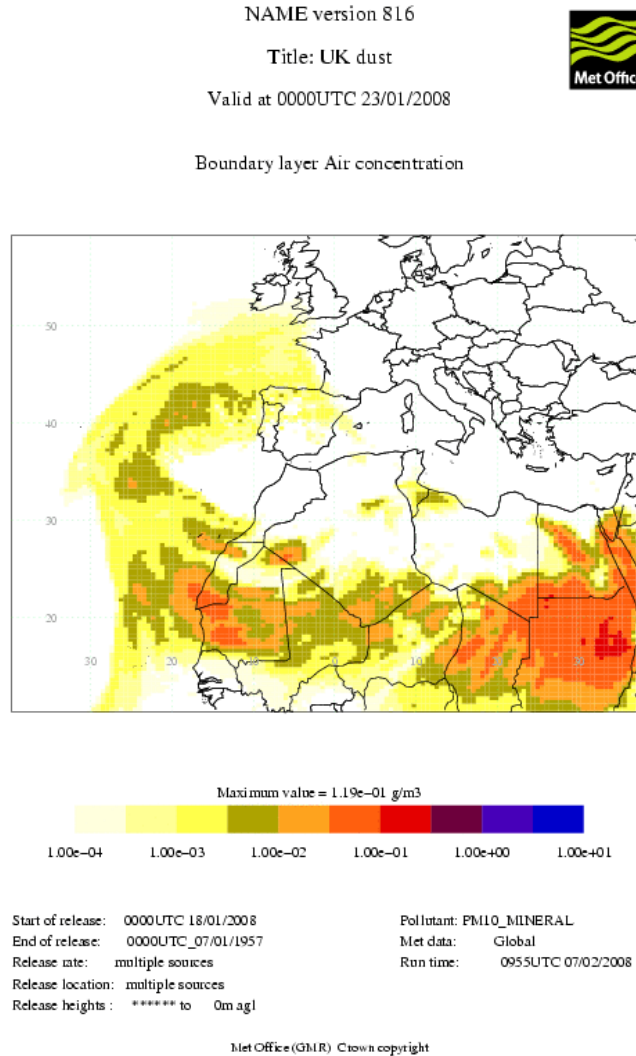 NAME version 816
Title: UK dust
Met Office
Valid at 0000UTC 23/01/2008
Boundary layer Air concentration
50
40
30
20
30 20 10 0 10 20 30
Maximum value = 1.19e−01 g/m3
1.00e−04 1.00e−03 1.00e−02 1.00e−01 1.00e+00 1.00e+01
Start of release: 0000UTC 18/01/2008 Pollutant: PM10_MINERAL
End of release: 0000UTC_07/01/1957 Met data: Global
Release rate: multiple sources Run time: 0955UTC 07/02/2008
Release location: multiple sources
Release heights : ****** to 0m agl
Met Office (GMR) Crown copyright